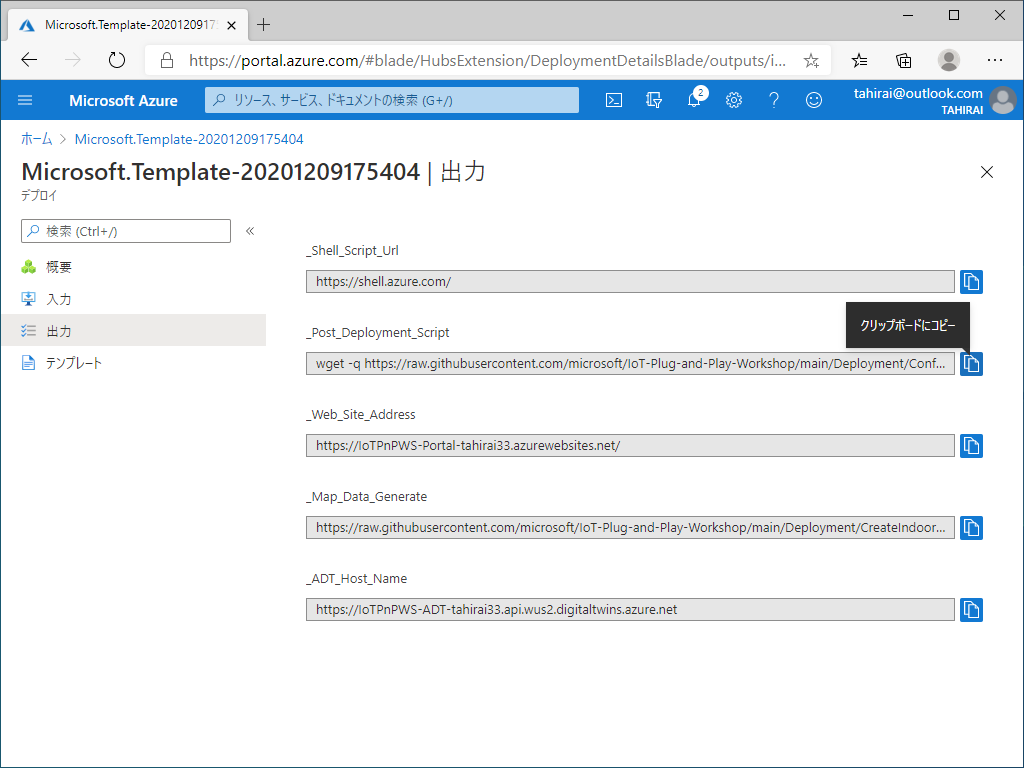 Microsoft.Template-202012091754
https://portal.azure.com/#blade/HubsExtension/DeploymentDetailsBlade/outputs/i...
Microsoft Azure
リソース、サービス、ドキュメントの検索 (G+/)
2
tahirai@outlook.com
TAHIRAI
ホーム > Microsoft.Template-20201209175404
Microsoft.Template-20201209175404 | 出力
デプロイ
検索 (Ctrl+/)
«
概要
入力
出力
テンプレート
_Shell_Script_Url
https://shell.azure.com/
クリップボードにコピー
_Post_Deployment_Script
wget -q https://raw.githubusercontent.com/microsoft/IoT-Plug-and-Play-Workshop/main/Deployment/Conf...
_Web_Site_Address
https://IoTPnPWS-Portal-tahirai33.azurewebsites.net/
_Map_Data_Generate
https://raw.githubusercontent.com/microsoft/IoT-Plug-and-Play-Workshop/main/Deployment/CreateIndoor...
_ADT_Host_Name
https://IoTPnPWS-ADT-tahirai33.api.wus2.digitaltwins.azure.net